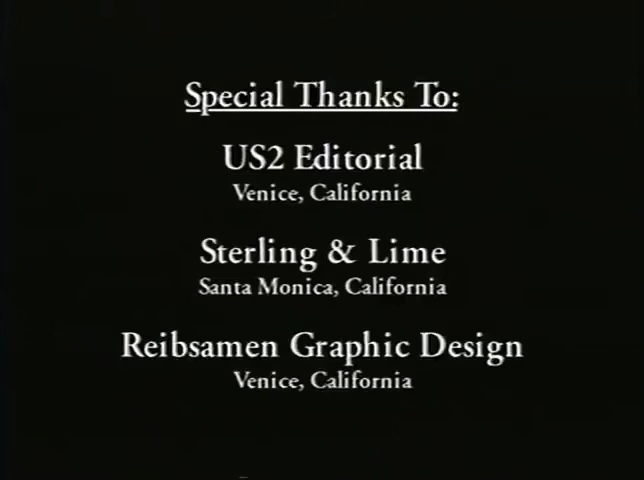 Special Thanks To:
US2 Editorial
Venice, California
Sterling & Lime
Santa Monica, California
Reibsamen Graphic Design
Venice, California